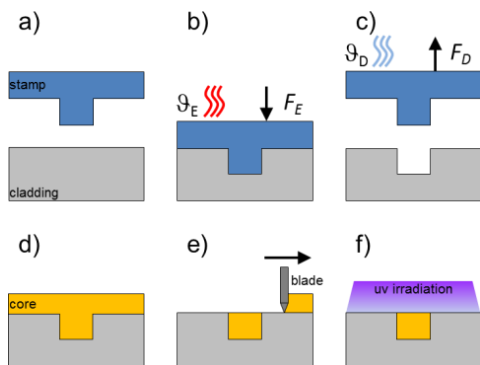 a)
b)
c)
stamp
cladding
ϑE
FE
ϑD
FD
d)
e)
f)
core
blade
uv irradiation